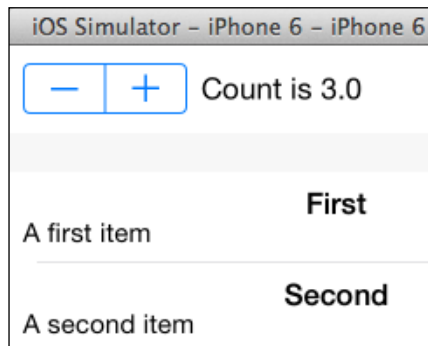 iOS Simulator – iPhone 6 – iPhone 6
− + Count is 3.0
First
A first item
Second
A second item